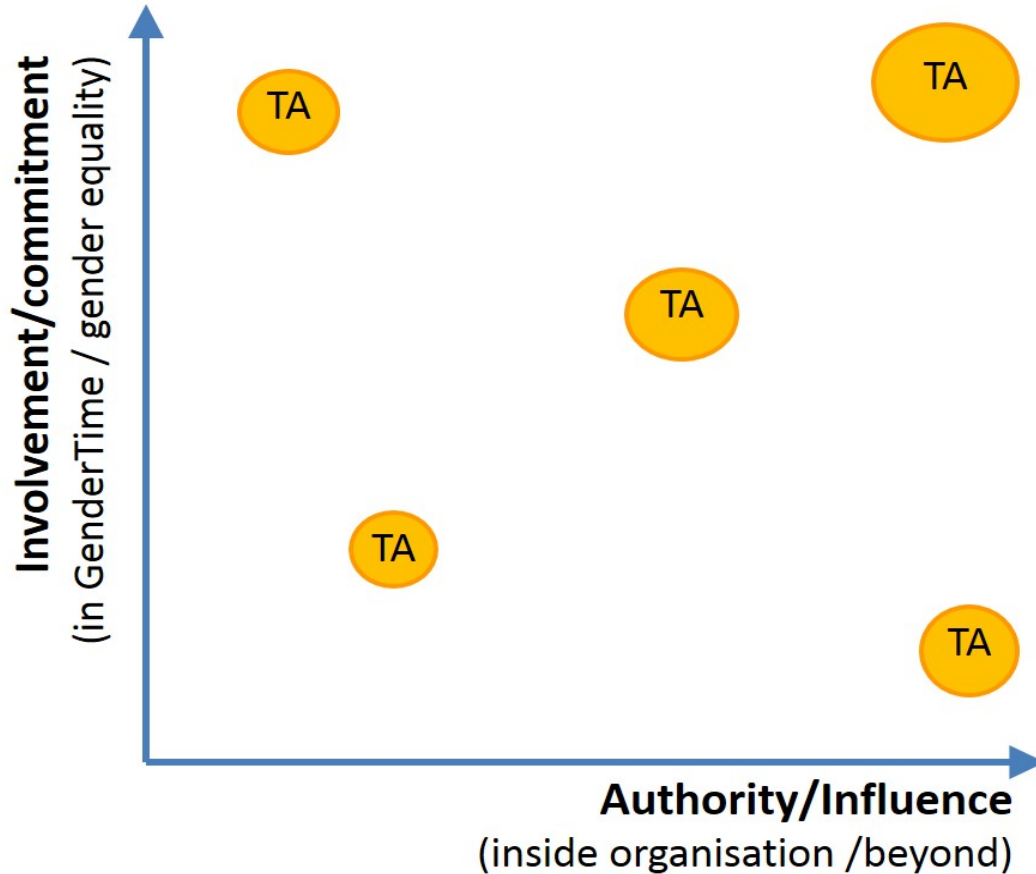 Involvement/commitment
(in GenderTime / gender equality)
TA
TA
TA
TA
TA
Authority/Influence
(inside organisation /beyond)